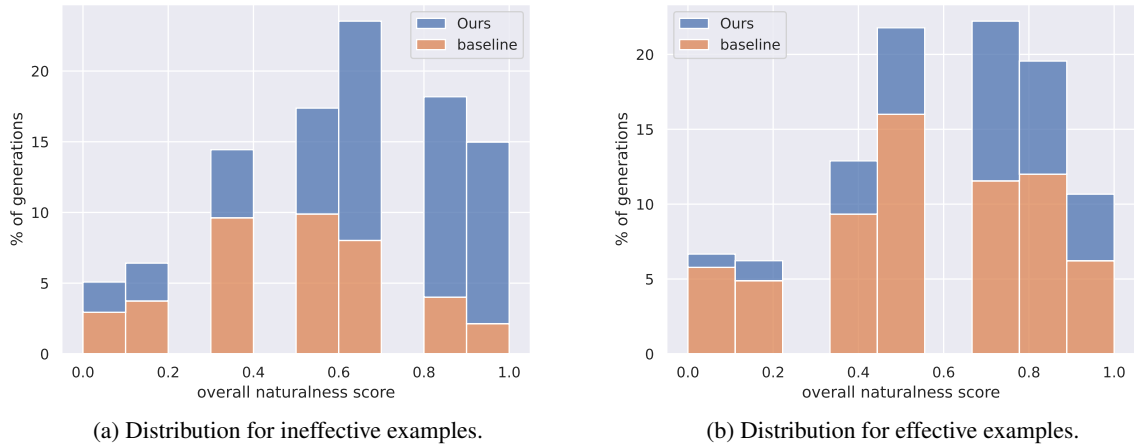 Ours
baseline
% of generations
20
15
10
5
0
0.0 0.2 0.4 0.6 0.8 1.0
overall naturalness score
(a) Distribution for ineffective examples.
Ours
baseline
% of generations
20
15
10
5
0
0.0 0.2 0.4 0.6 0.8 1.0
overall naturalness score
(b) Distribution for effective examples.